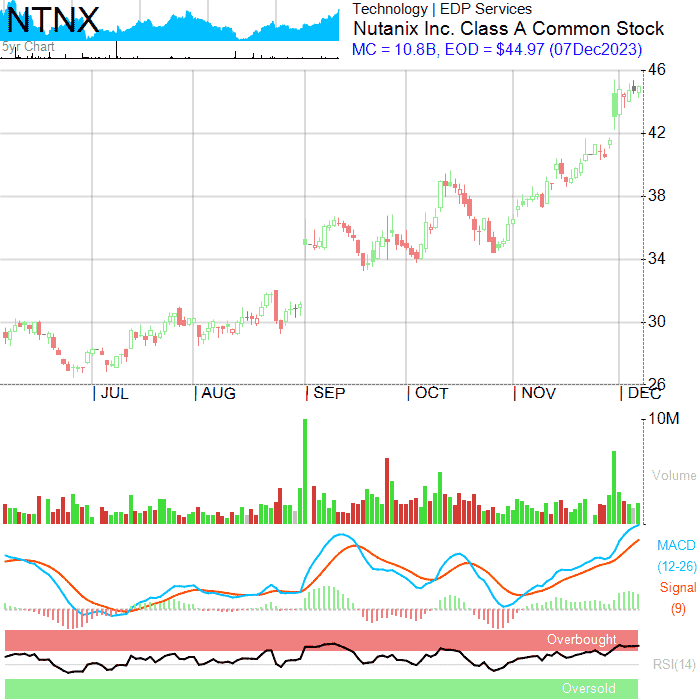 NTNX
5yr Chart
Technology | EDP Services
Nutanix Inc. Class A Common Stock
MC = 10.8B, EOD = $44.97 (07Dec2023)
46
42
38
34
30
26
JUL AUG SEP OCT NOV DEC
10M
Volume
MACD
(12-26)
Signal
(9)
Overbought
RSI(14)
Oversold